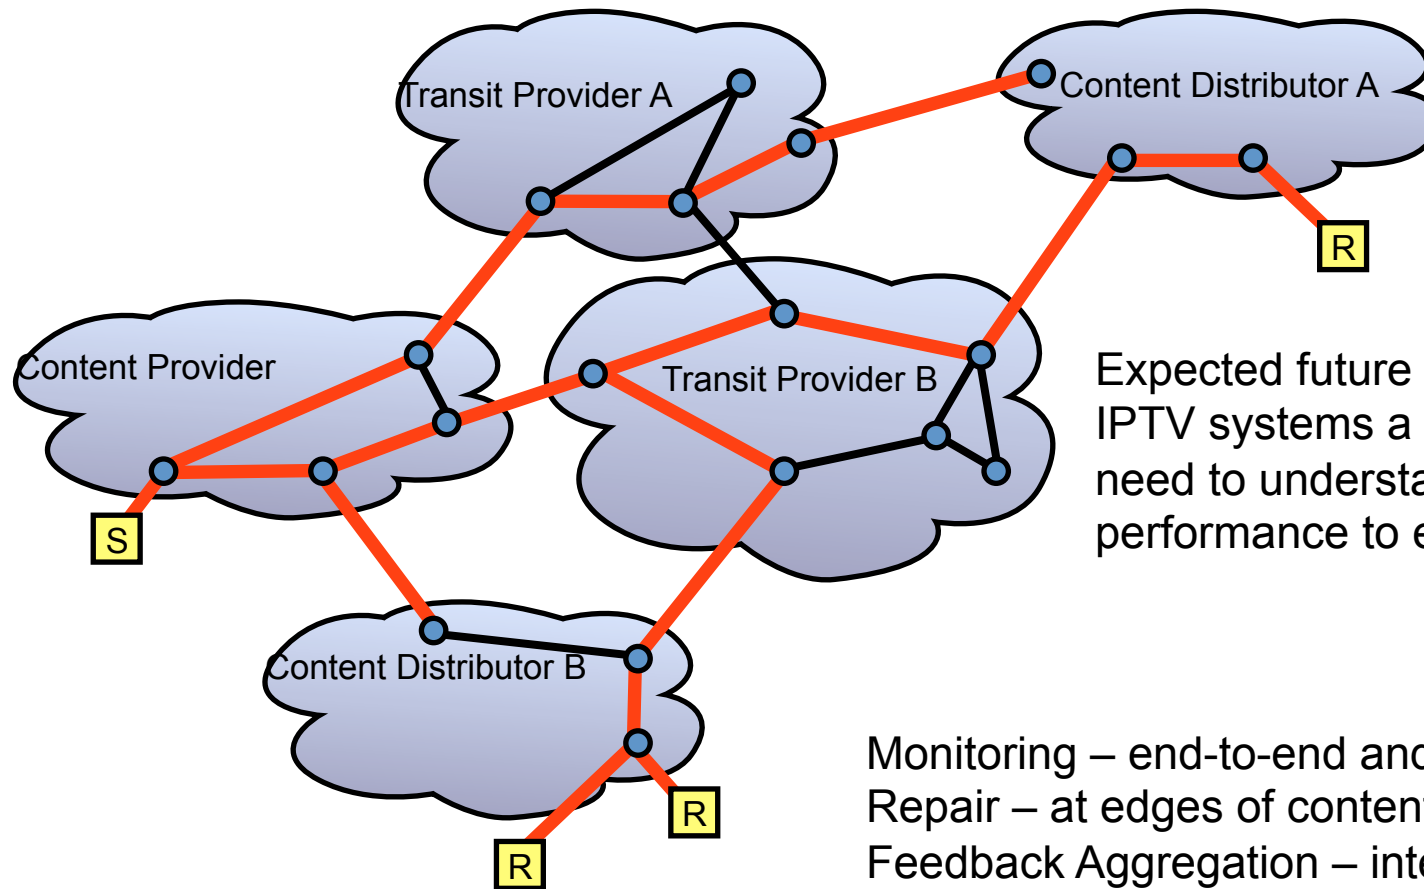 Transit Provider A
Content Distributor A
R
Content Provider
Transit Provider B
Expected future
IPTV systems a
need to understa
performance to e
S
Content Distributor B
Monitoring – end-to-end and
Repair – at edges of content
Feedback Aggregation – inte
R
R